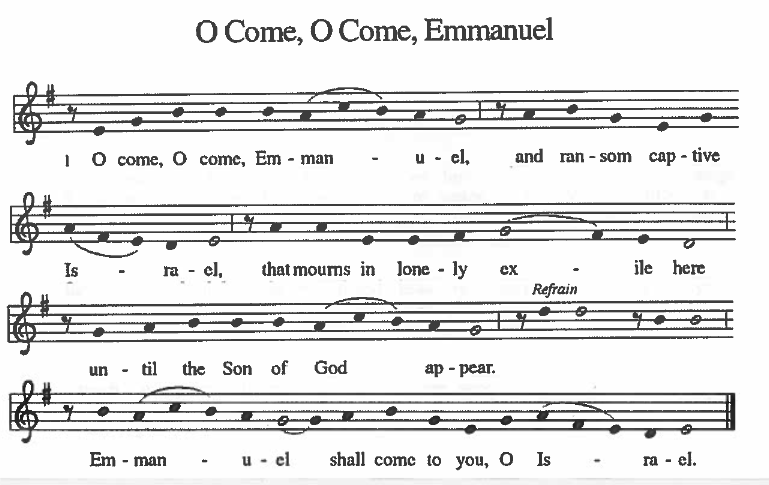 O Come, O Come, Emmanuel
1 O come, O come, Em - man - u - el, and ran - som cap - tive
Is - ra - el, that mourns in lone - ly ex - ile here
Refrain
un - til the Son of God ap - pear.
Em - man - u - el shall come to you, O Is - ra - el.